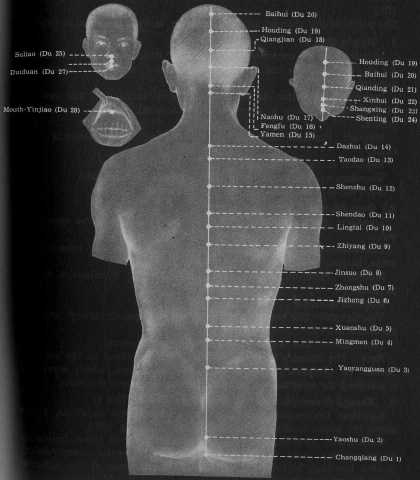 Baihui (Du 20)
Houding (Du 19)
Qiangjian (Du 18)
Suliao (Du 25)
Duiduan (Du 27)
Mouth-Yinjiao (Du 28)
Houding (Du 19)
Baihui (Du 20)
Qianding (Du 21)
Xinhui (Du 22)
Shangxing (Du 23)
Shenting (Du 24)
Naohu (Du 17)
Fengfu (Du 16)
Yamen (Du 15)
Dazhui (Du 14)
Taodao (Du 13)
Shenshu (Du 12)
Shendao (Du 11)
Lingtai (Du 10)
Zhiyang (Du 9)
Jinsuo (Du 8)
Zhongshu (Du 7)
Jizhong (Du 6)
Xuanshu (Du 5)
Mingmen (Du 4)
Yaoyangguan (Du 3)
Yaoshu (Du 2)
Changqiang (Du 1)